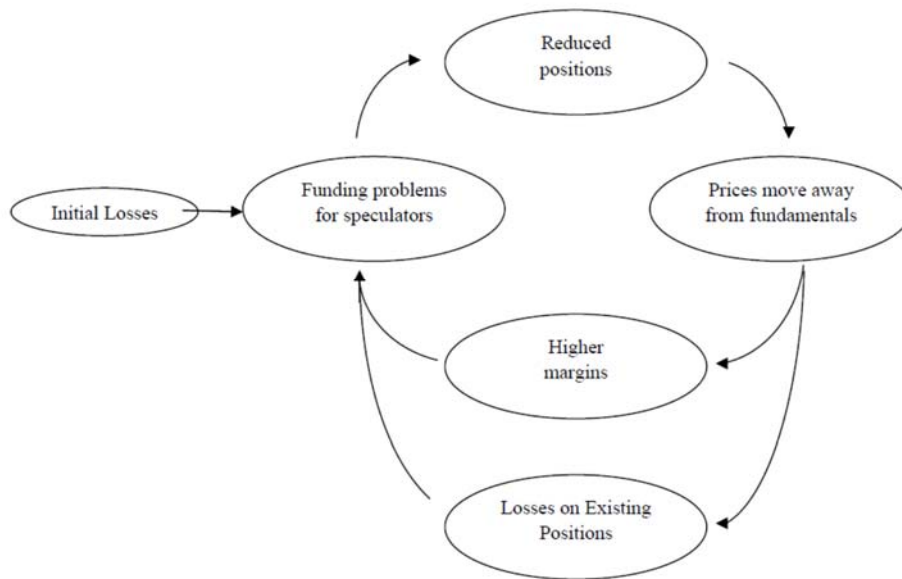 Reduced
positions
Initial Losses
Funding problems
for speculators
Prices move away
from fundamentals
Higher
margins
Losses on Existing
Positions